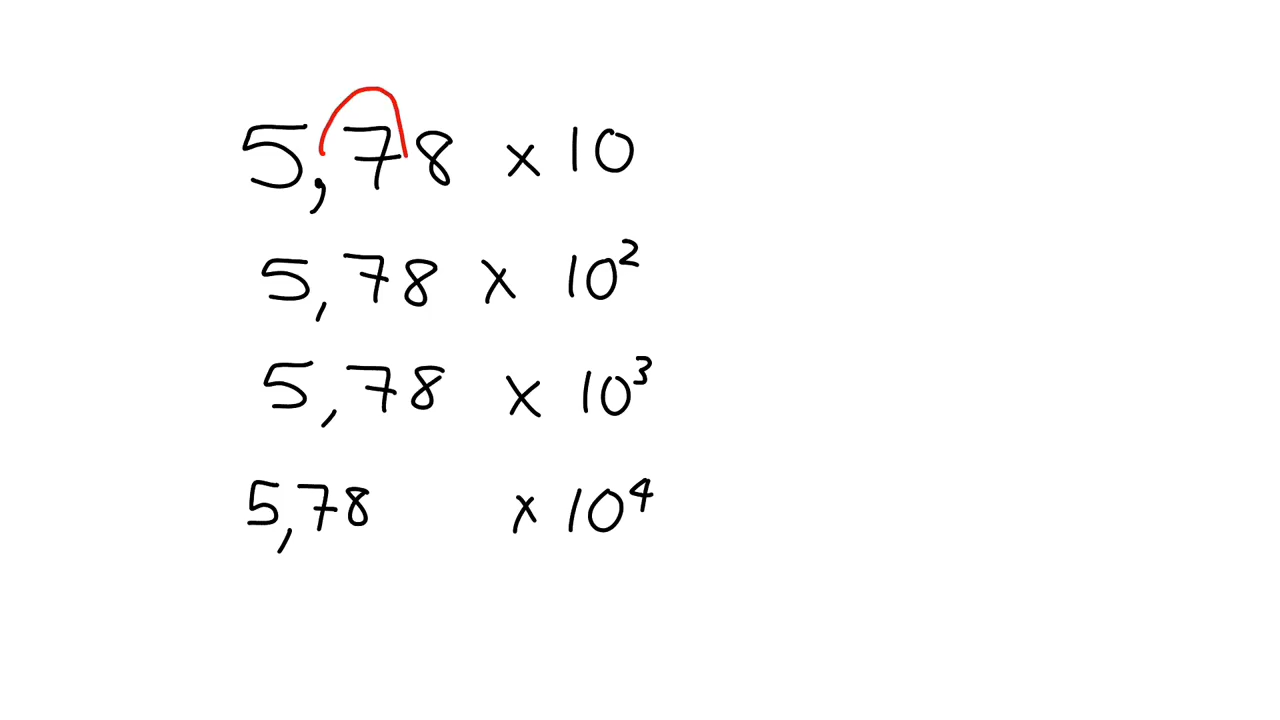 5,78 x 10
5,78 x 10²
5,78 x 10³
5,78 x 10⁴